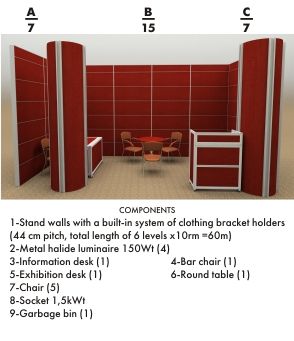 A B C
7 15 7
COMPONENTS
1-Stand walls with a built-in system of clothing bracket holders
(44 cm pitch, total length of 6 levels x10rm =60m)
2-Metal halide luminaire 150Wt (4)
3-Information desk (1) 4-Bar chair (1)
5-Exhibition desk (1) 6-Round table (1)
7-Chair (5)
8-Socket 1,5kWt
9-Garbage bin (1)